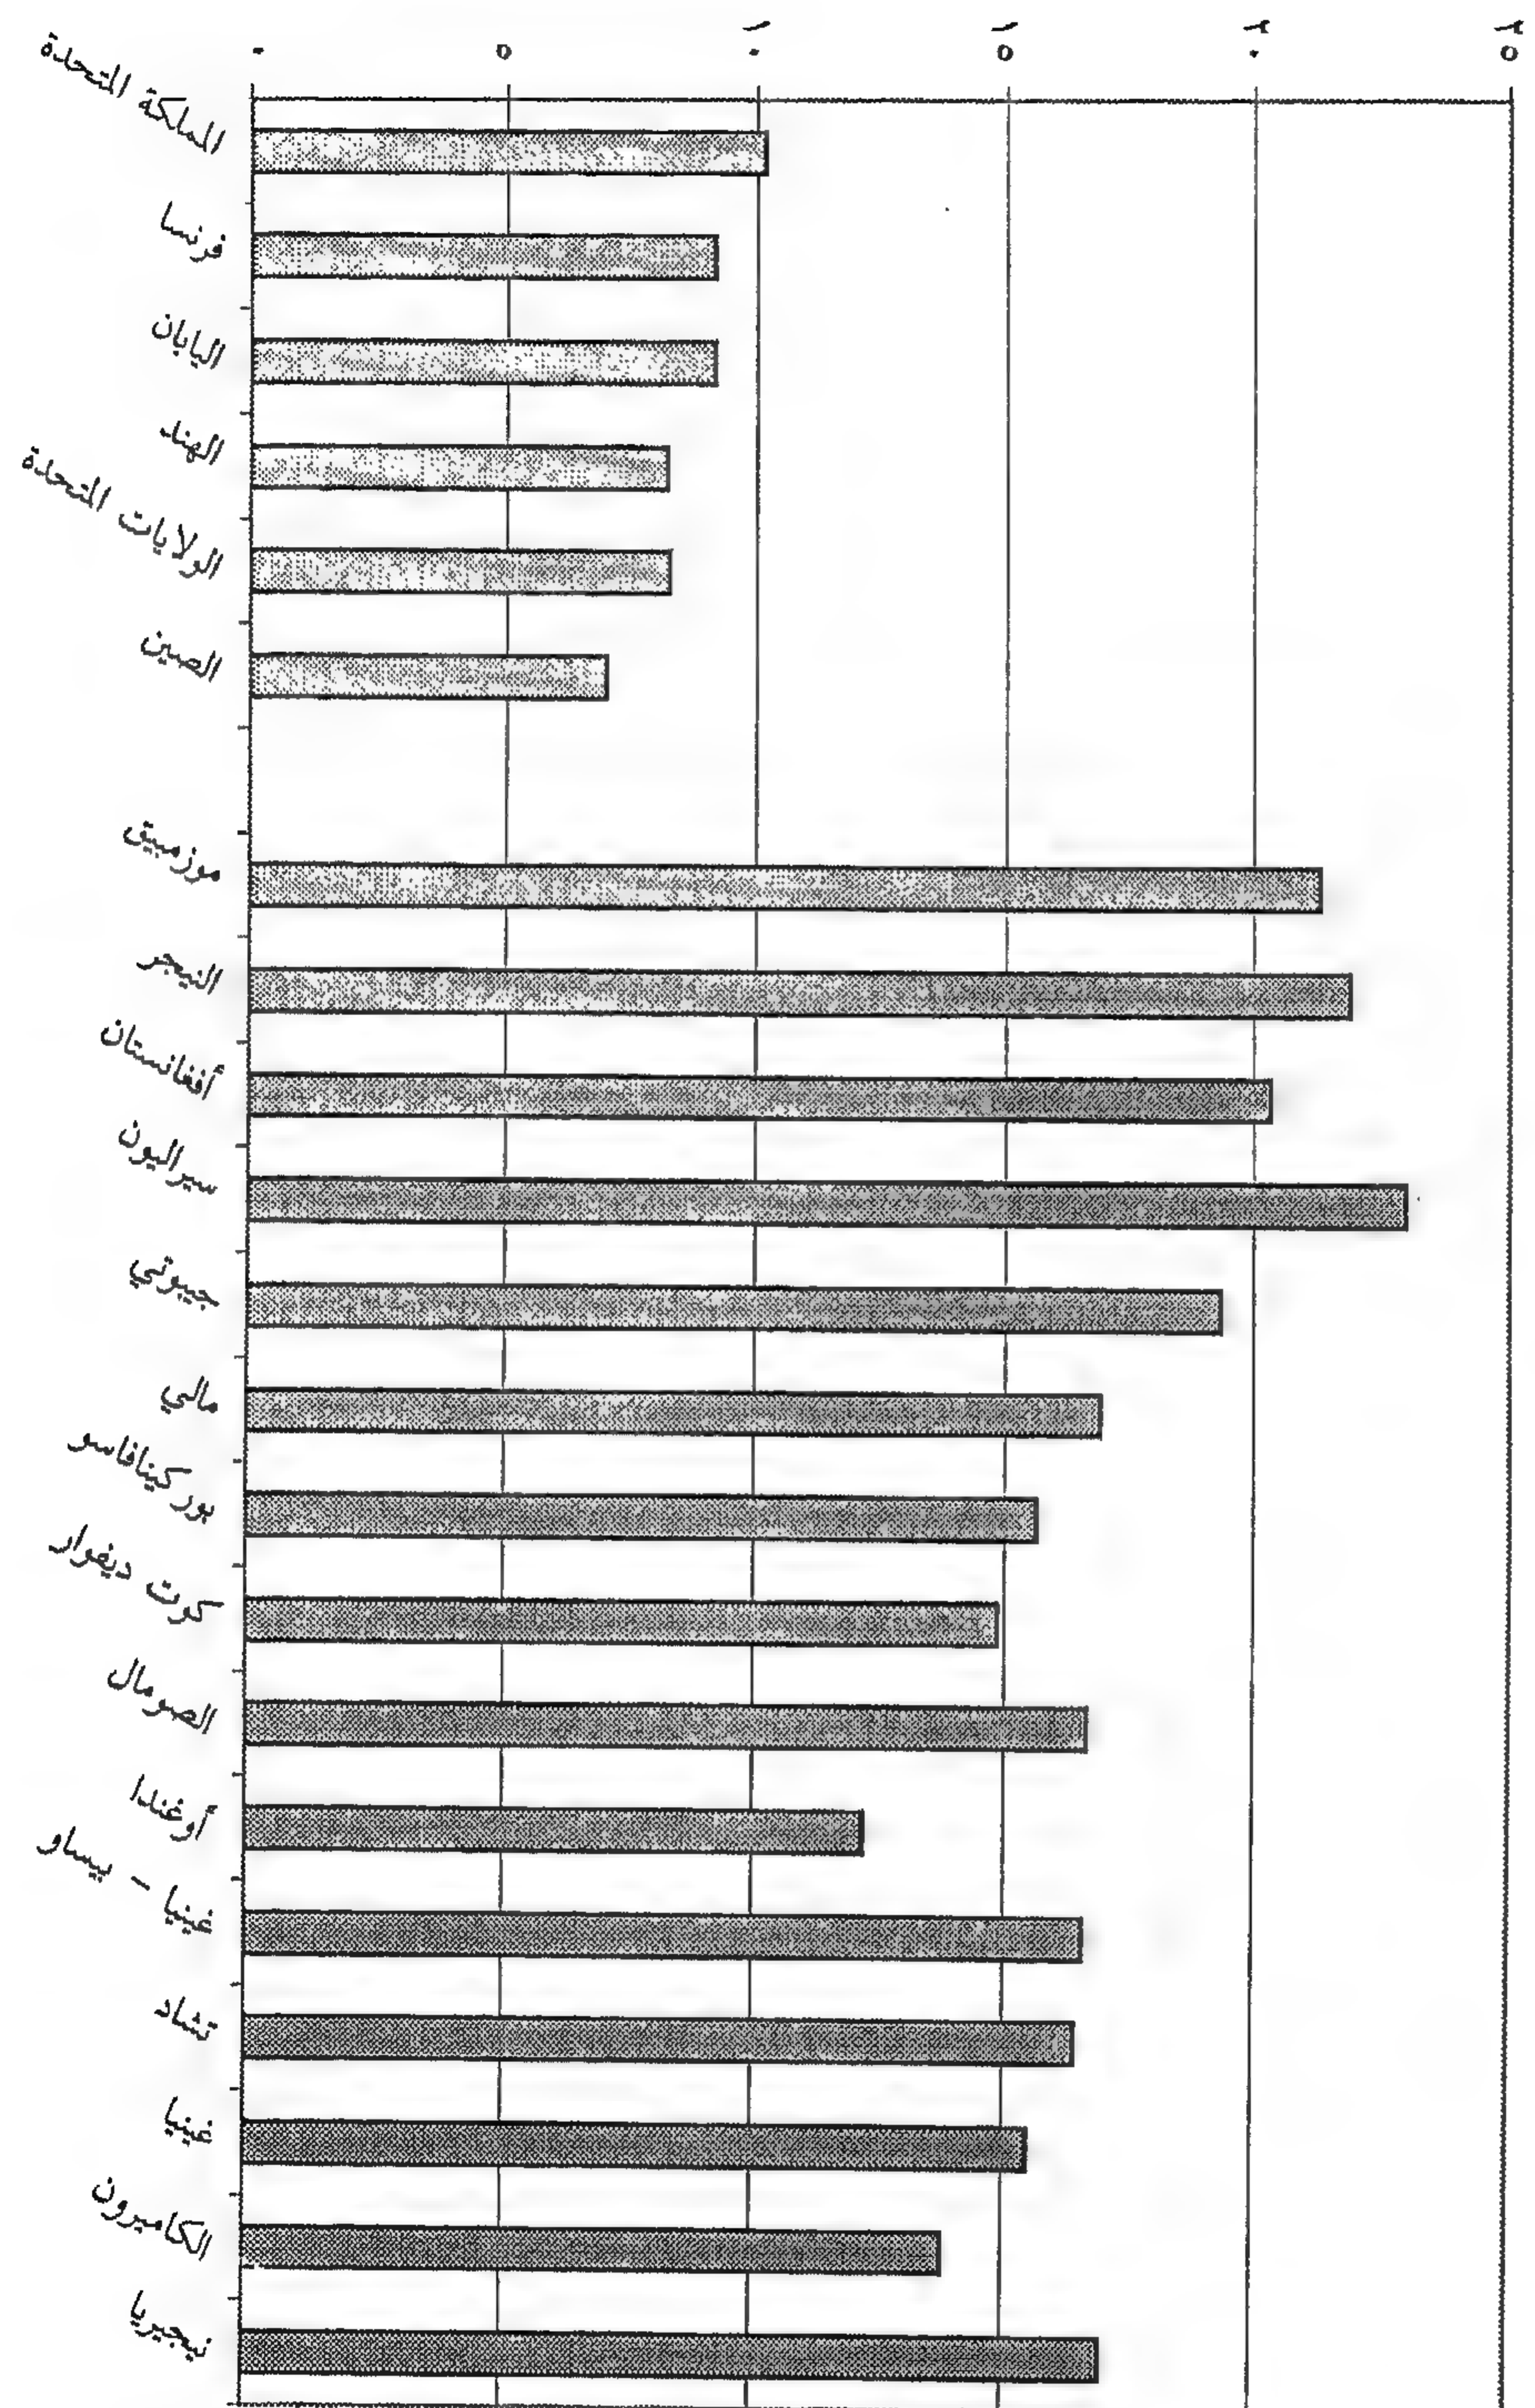 ٠
٥
١٠
١٥
٢٠
٢٥
المملكة المتحدة
فرنسا
اليابان
الهند
الولايات المتحدة
الصين
موزمبيق
النيجر
أفغانستان
سيراليون
جيبوتي
مالي
بوركينافاسو
كوت ديفوار
الصومال
أوغندا
غينيا - بيساو
تشاد
غينيا
الكاميرون
نيجيريا